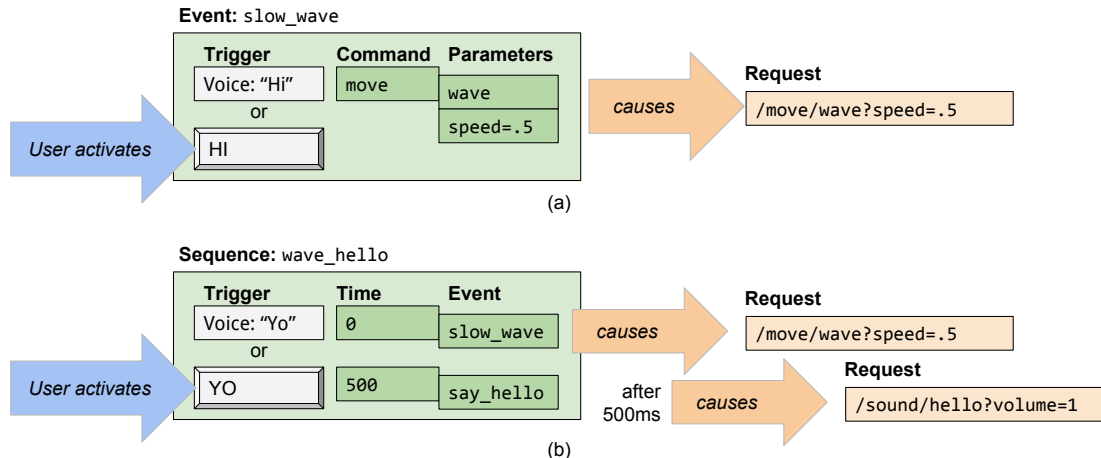 Event: slow_wave
Trigger Command Parameters
Voice: “Hi” move wave
or
speed=.5
User activates HI
causes
Request
/move/wave?speed=.5
(a)
Sequence: wave_hello
Trigger Time Event
Voice: “Yo” 0 slow_wave
or
User activates YO 500 say_hello
causes
Request
/move/wave?speed=.5
after
500ms
causes
Request
/sound/hello?volume=1
(b)